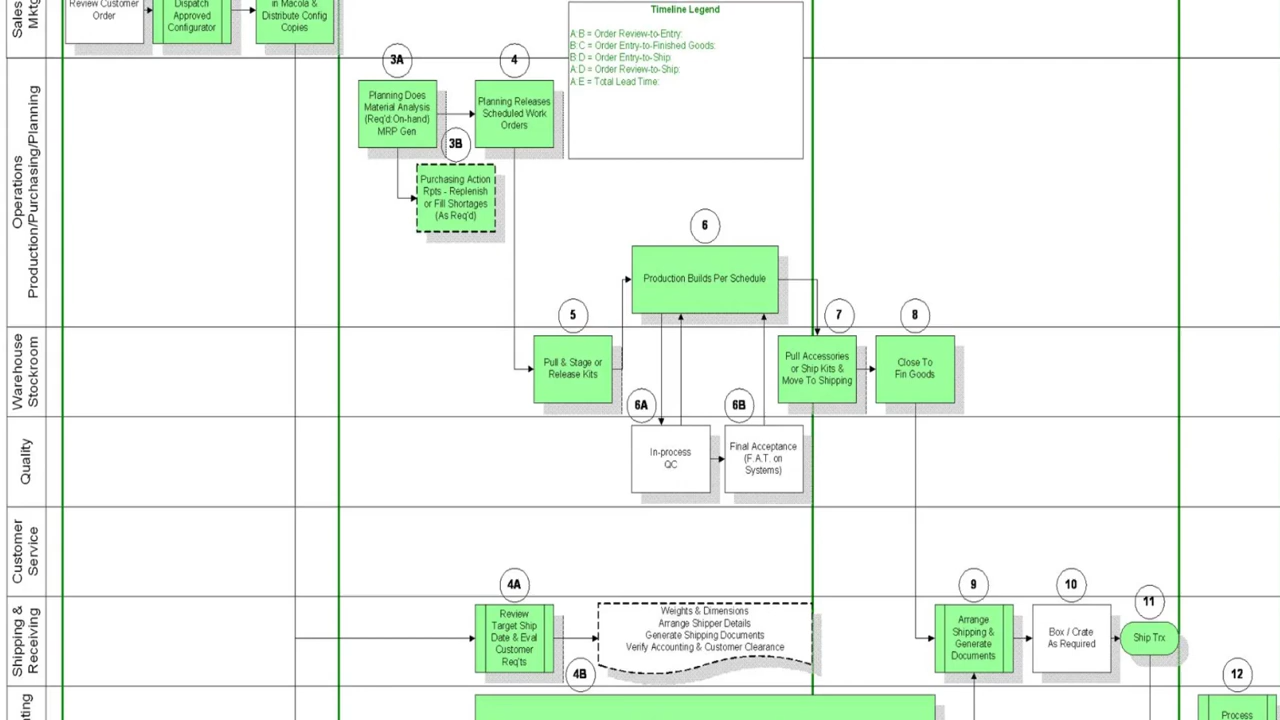 Sales
Mktg
Review Customer
Order
Dispatch
Approved
Configurator
in Macola &
Distribute Config
Copies
Timeline Legend
A:B = Order Review-to-Entry:
B:C = Order Entry-to-Finished Goods:
B:D = Order Entry-to-Ship:
A:D = Order Review-to-Ship:
A:E = Total Lead Time:
Operations
Production/Purchasing/Planning
3A
Planning Does
Material Analysis
(Req'd:On-hand)
MRP Gen
4
Planning Releases
Scheduled Work
Orders
3B
Purchasing Action
Rpts - Replenish
or Fill Shortages
(As Req'd)
6
Production Builds Per Schedule
Warehouse
Stockroom
5
Pull & Stage or
Release Kits
7
Pull Accessories
or Ship Kits &
Move To Shipping
8
Close To
Fin Goods
Quality
6A
In-process
QC
6B
Final Acceptance
(F.A.T. on
Systems)
Customer
Service
Shipping &
Receiving
4A
Review
Target Ship
Date & Eval
Customer
Req'ts
Weights & Dimensions
Arrange Shipper Details
Generate Shipping Documents
Verify Accounting & Customer Clearance
9
Arrange
Shipping &
Generate
Documents
10
Box / Crate
As Required
11
Ship Trx
4B
12
Process